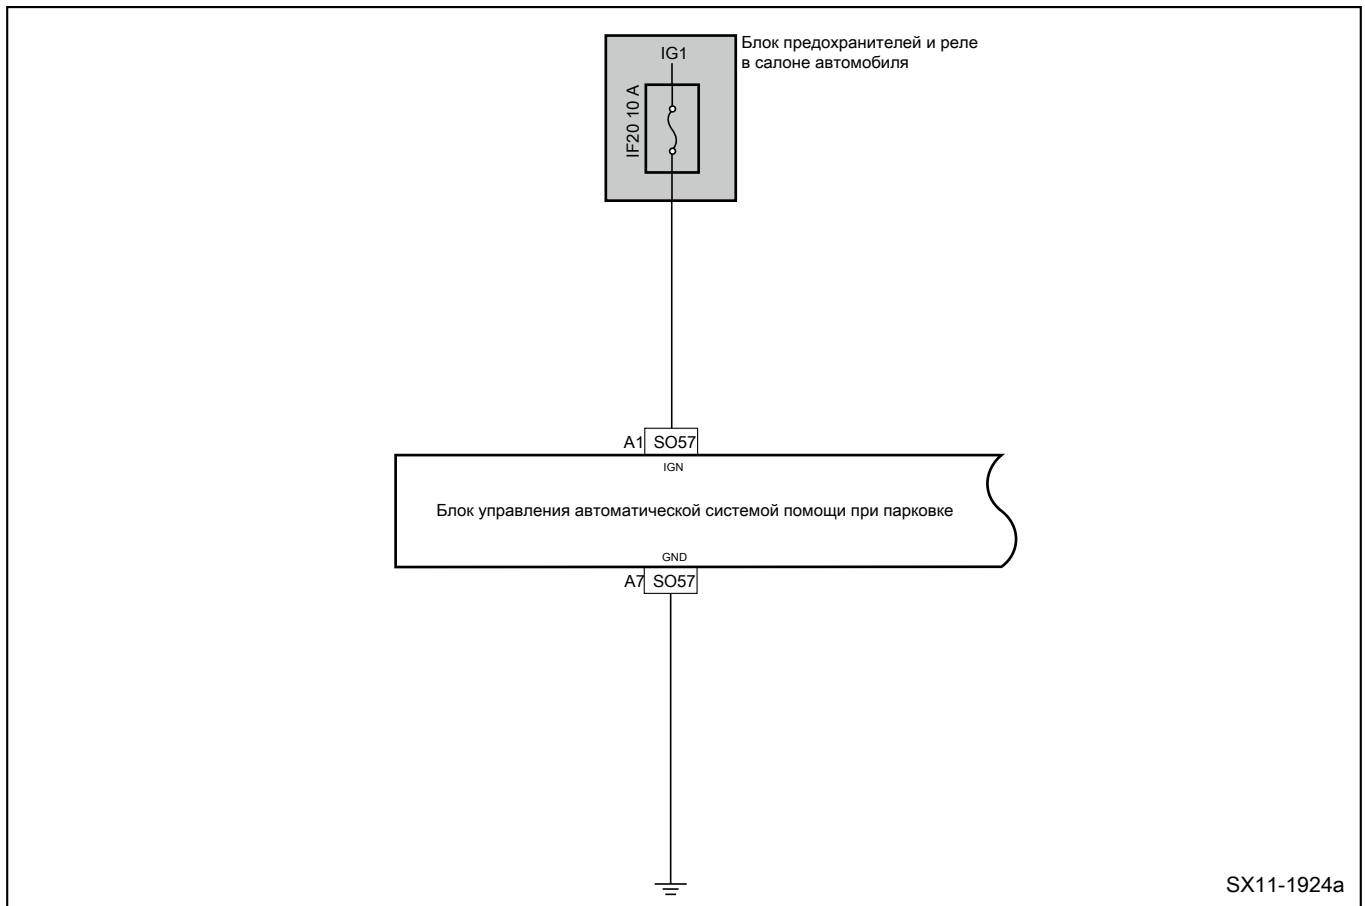 Блок предохранителей и реле
в салоне автомобиля
IG1
IF20 10 A
A1 SO57
IGN
Блок управления автоматической системой помощи при парковке
GND
A7 SO57
SX11-1924a